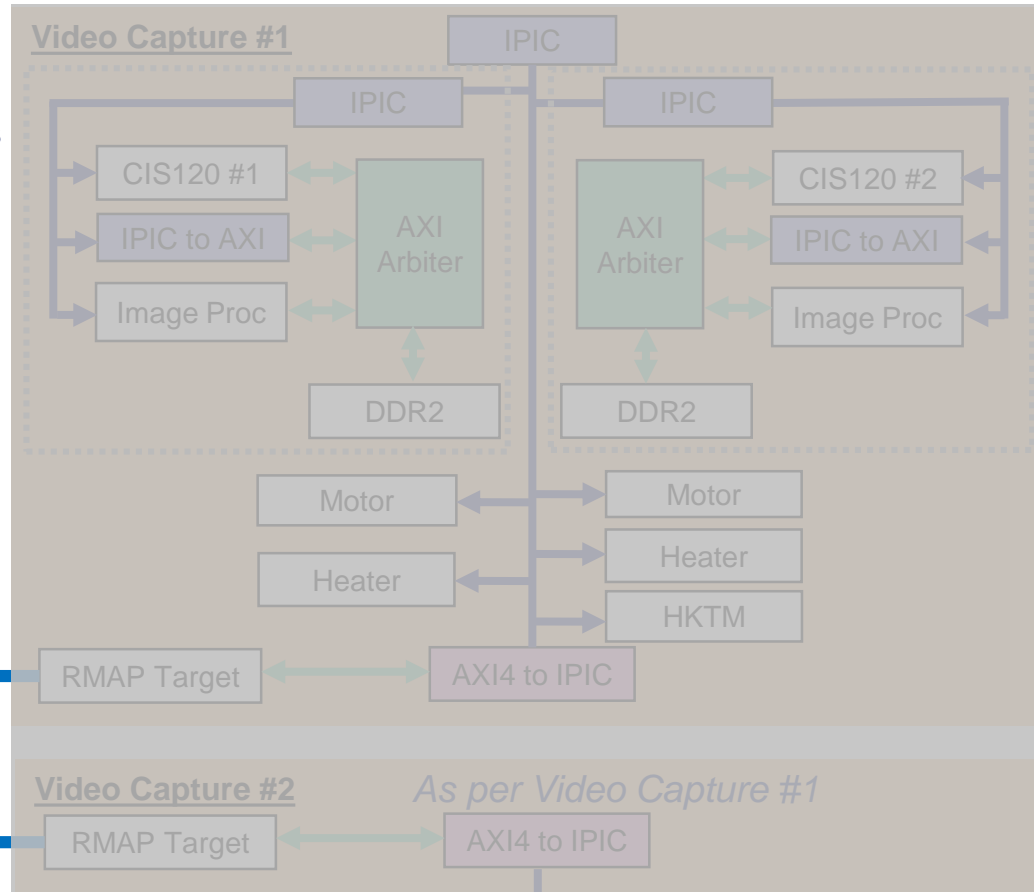 Video Capture #1
IPIC
IPIC
IPIC
CIS120 #1
IPIC to AXI
Image Proc
AXI
Arbiter
DDR2
AXI
Arbiter
CIS120 #2
IPIC to AXI
Image Proc
DDR2
Motor
Motor
Heater
Heater
HKTM
RMAP Target
AXI4 to IPIC
Video Capture #2
As per Video Capture #1
RMAP Target
AXI4 to IPIC